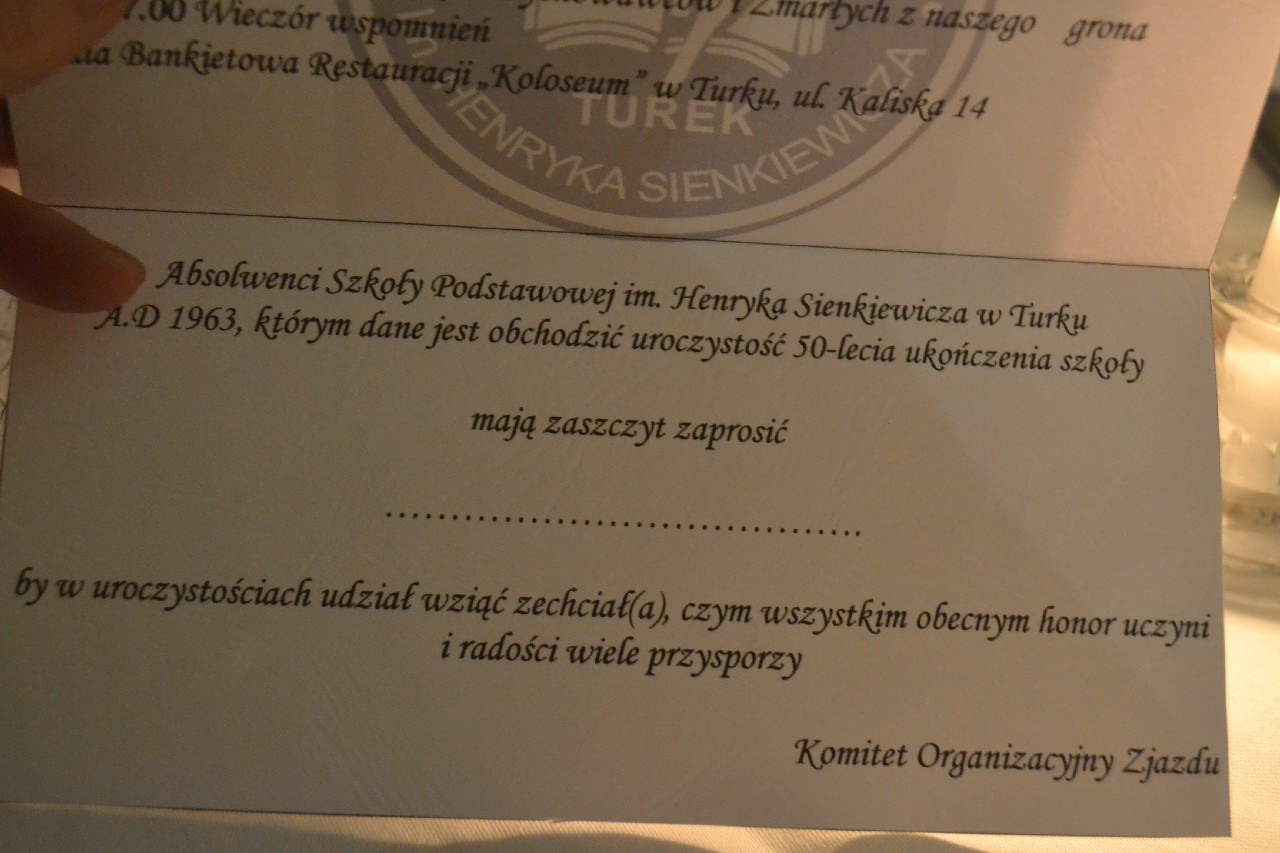 i Zmarłych z naszego grona
7.00 Wieczór wspomnień
Bankietowa Restauracji „Koloseum” w Turku, ul. Kaliska 14
TUREK
HENRYKA SIENKIEWICZA
Absolwenci Szkoły Podstawowej im. Henryka Sienkiewicza w Turku
A.D 1963, którym dane jest obchodzić uroczystość 50-lecia ukończenia szkoły
mają zaszczyt zaprosić
.....................................
by w uroczystościach udział wziąć zechciał(a), czym wszystkim obecnym honor uczyni
i radości wiele przysporzy
Komitet Organizacyjny Zjazdu